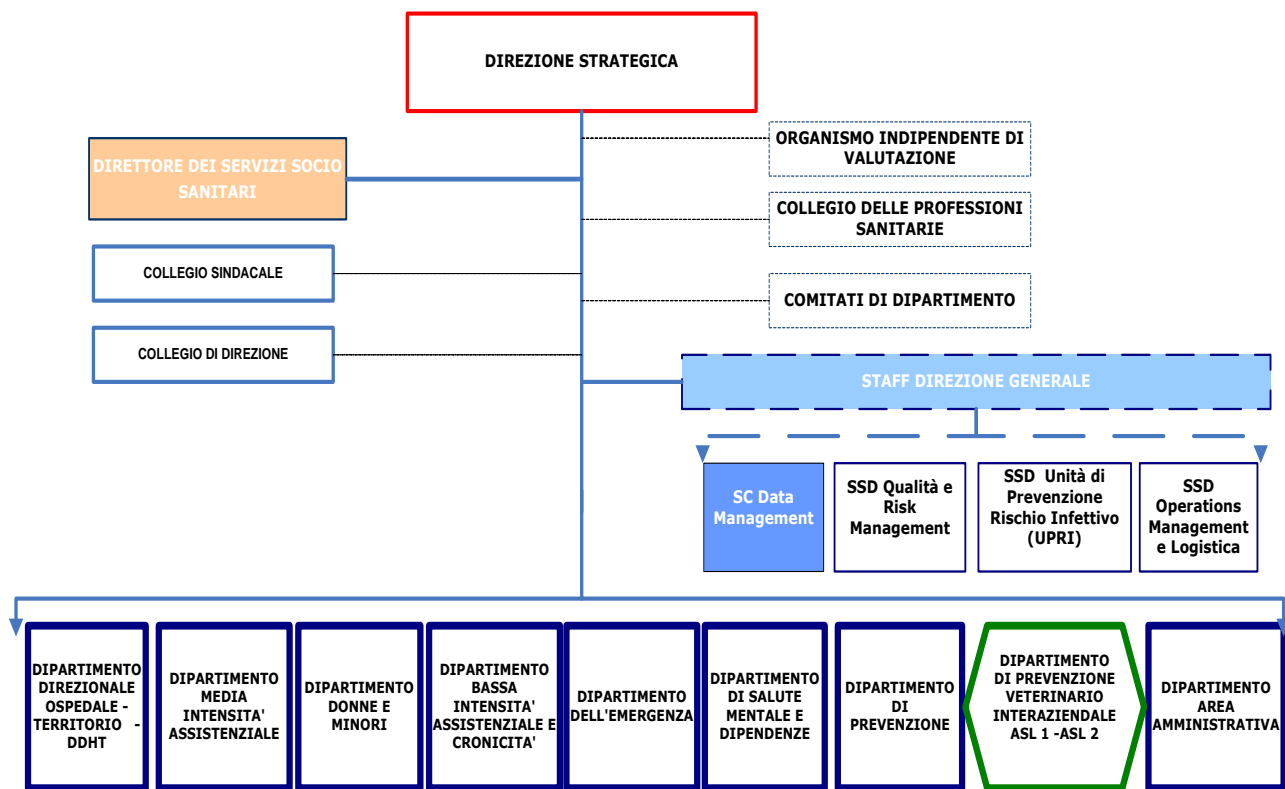 DIREZIONE STRATEGICA
ORGANISMO INDIPENDENTE DI
VALUTAZIONE
DIRETTORE DEI SERVIZI SOCIO
SANITARI
COLLEGIO DELLE PROFESSIONI
SANITARIE
COLLEGIO SINDACALE
COMITATI DI DIPARTIMENTO
COLLEGIO DI DIREZIONE
STAFF DIREZIONE GENERALE
SC Data
Management
SSD Qualità e
Risk
Management
SSD Unità di
Prevenzione
Rischio Infettivo
(UPRI)
SSD
Operations
Management
e Logistica
DIPARTIMENTO
DIREZIONALE
OSPEDALE -
TERRITORIO -
DDHT
DIPARTIMENTO
MEDIA
INTENSITA'
ASSISTENZIALE
DIPARTIMENTO
DONNE E
MINORI
DIPARTIMENTO
BASSA
INTENSITA'
ASSISTENZIALE E
CRONICITA'
DIPARTIMENTO
DELL'EMERGENZA
DIPARTIMENTO
DI SALUTE
MENTALE E
DIPENDENZE
DIPARTIMENTO
DI
PREVENZIONE
DIPARTIMENTO
DI PREVENZIONE
VETERINARIO
INTERAZIENDALE
ASL 1 -ASL 2
DIPARTIMENTO
AREA
AMMINISTRATIVA